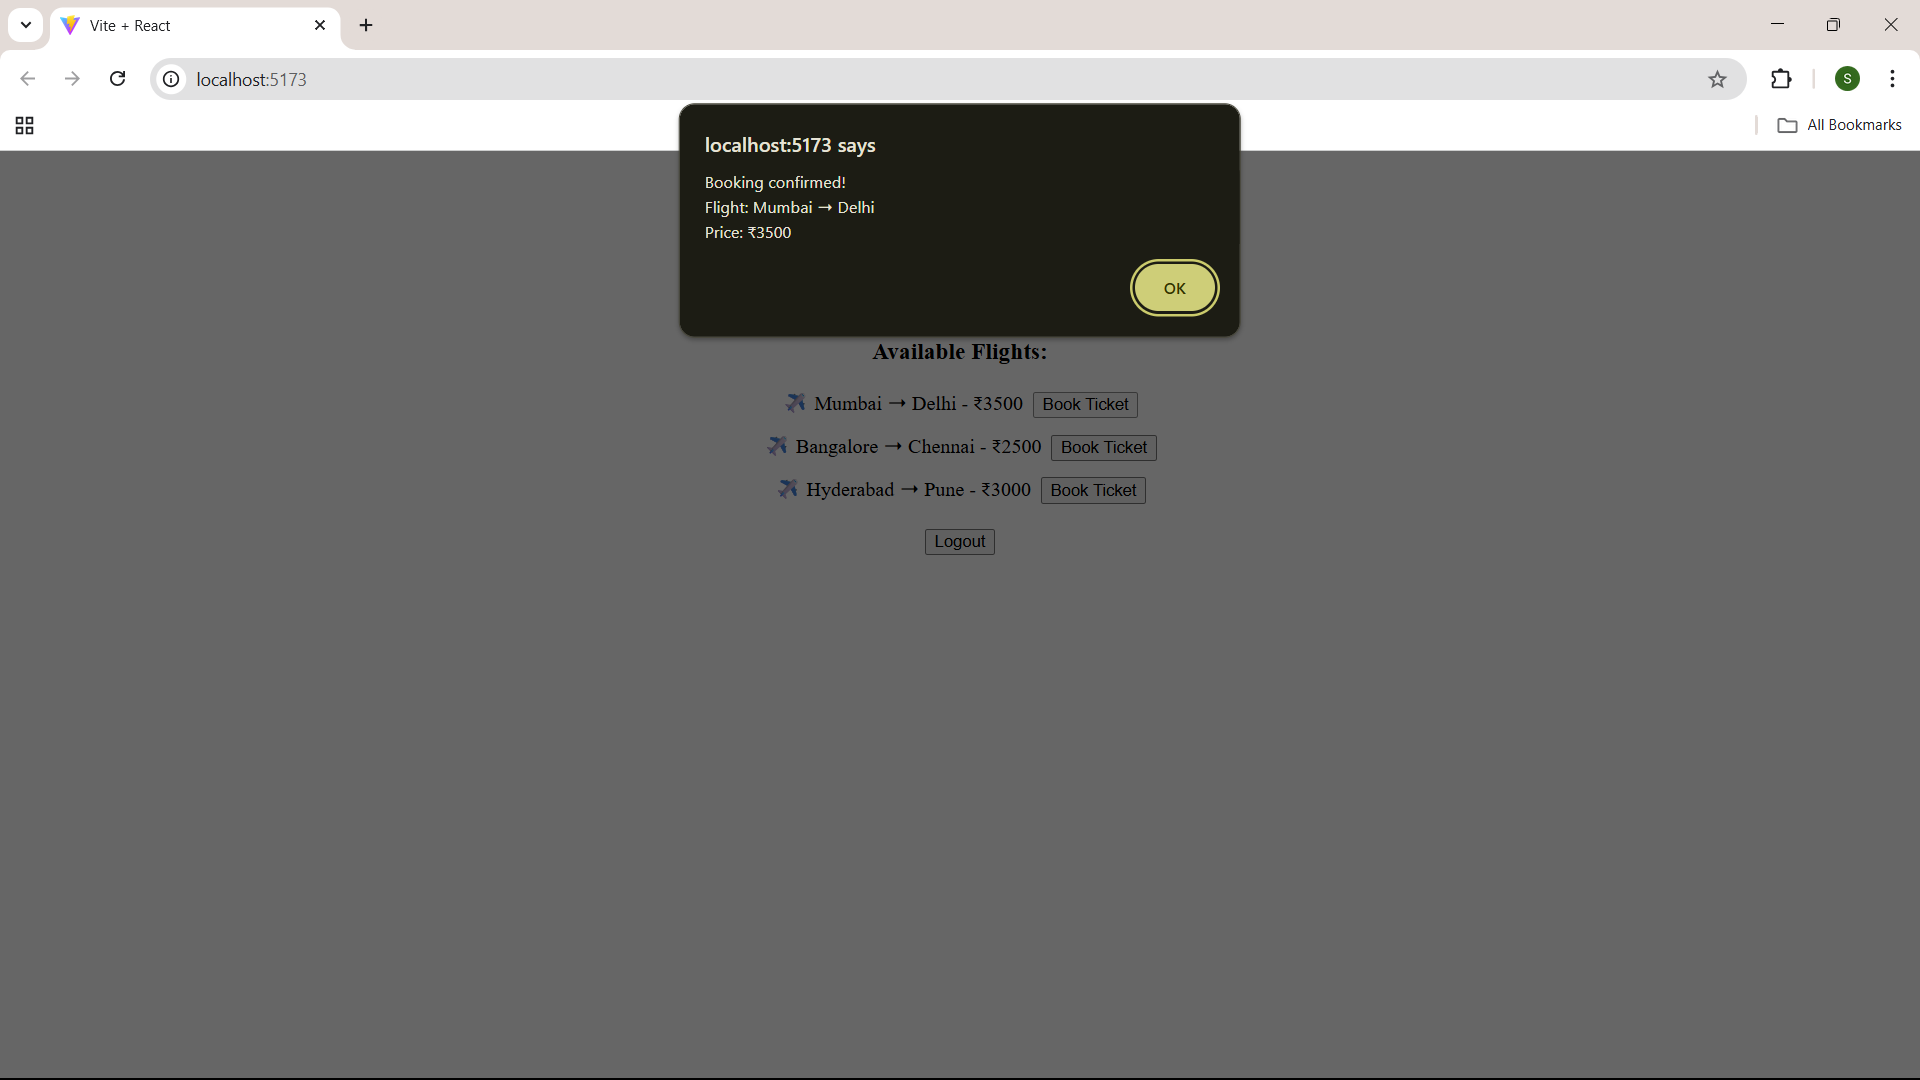 Vite + React
localhost:5173
S
All Bookmarks
localhost:5173 says
Booking confirmed!
Flight: Mumbai → Delhi
Price: ₹3500
OK
Available Flights:
✈️ Mumbai → Delhi - ₹3500 Book Ticket
✈️ Bangalore → Chennai - ₹2500 Book Ticket
✈️ Hyderabad → Pune - ₹3000 Book Ticket
Logout